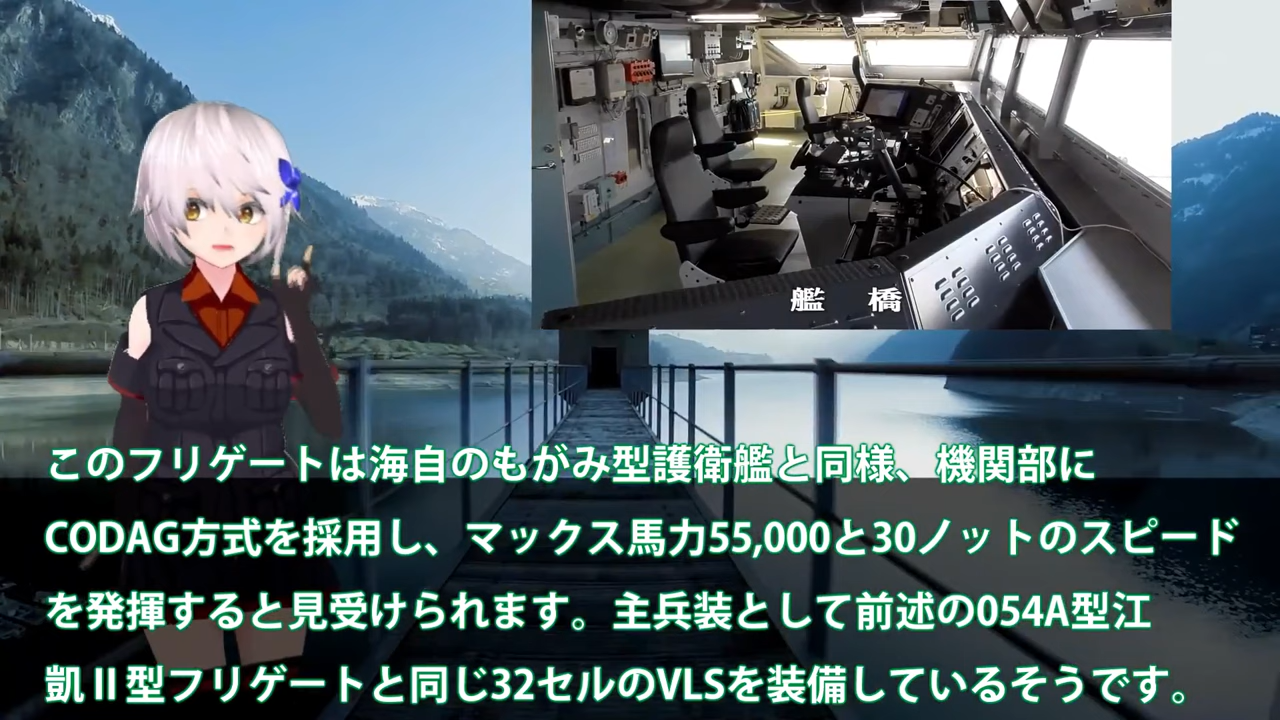 艦 橋
このフリゲートは海自のもがみ型護衛艦と同様、機関部に
CODAG方式を採用し、マックス馬力55,000と30ノットのスピード
を発揮すると見受けられます。主兵装として前述の054A型江
凱Ⅱ型フリゲートと同じ32セルのVLSを装備しているそうです。